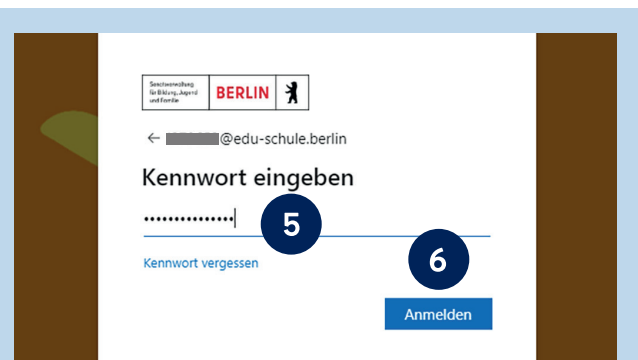 Senatsverwaltung
für Bildung, Jugend
und Familie
BERLIN
← @edu-schule.berlin
Kennwort eingeben
•••••••••••••••
5
Kennwort vergessen
6
Anmelden